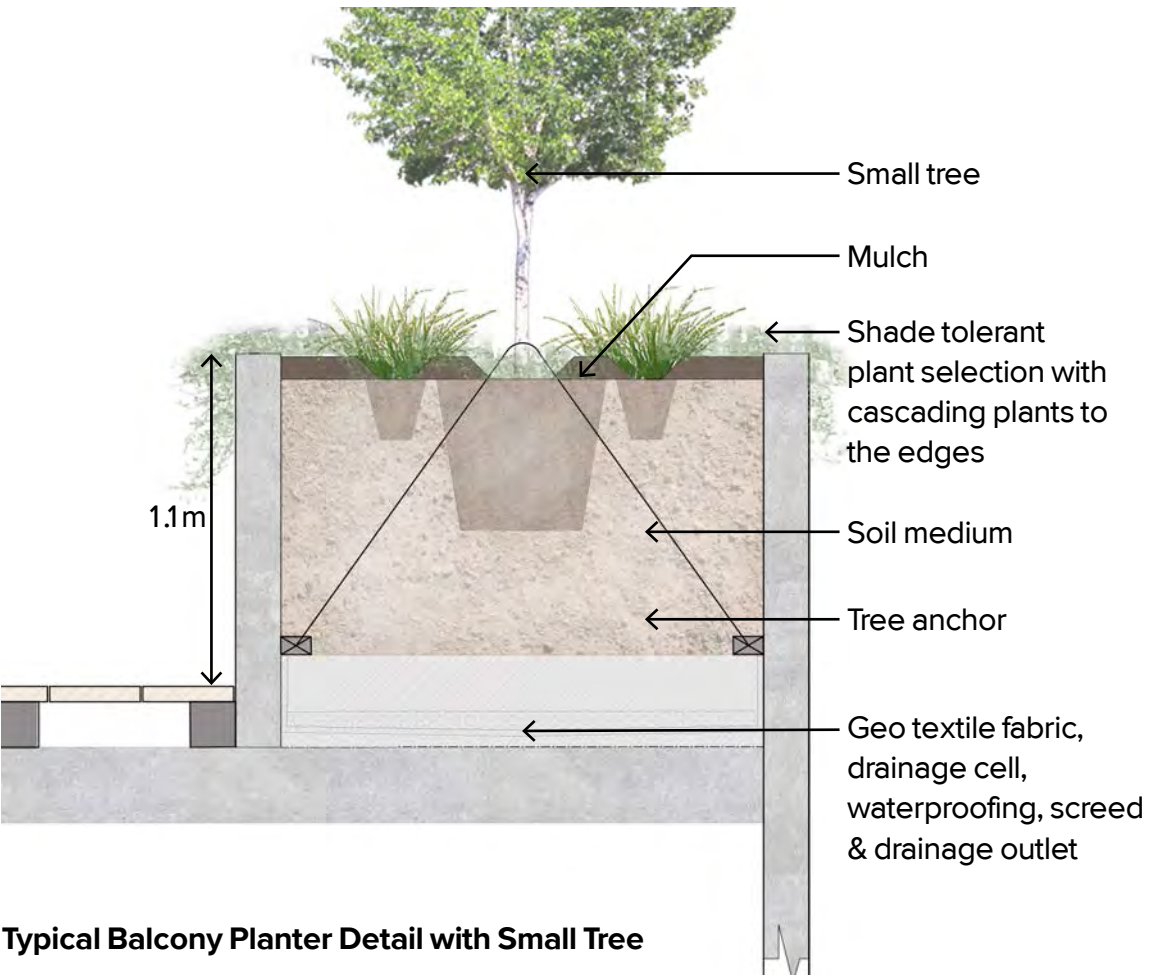 Small tree
Mulch
Shade tolerant
plant selection with
cascading plants to
the edges
1.1m
Soil medium
Tree anchor
Geo textile fabric,
drainage cell,
waterproofing, screed
& drainage outlet
Typical Balcony Planter Detail with Small Tree